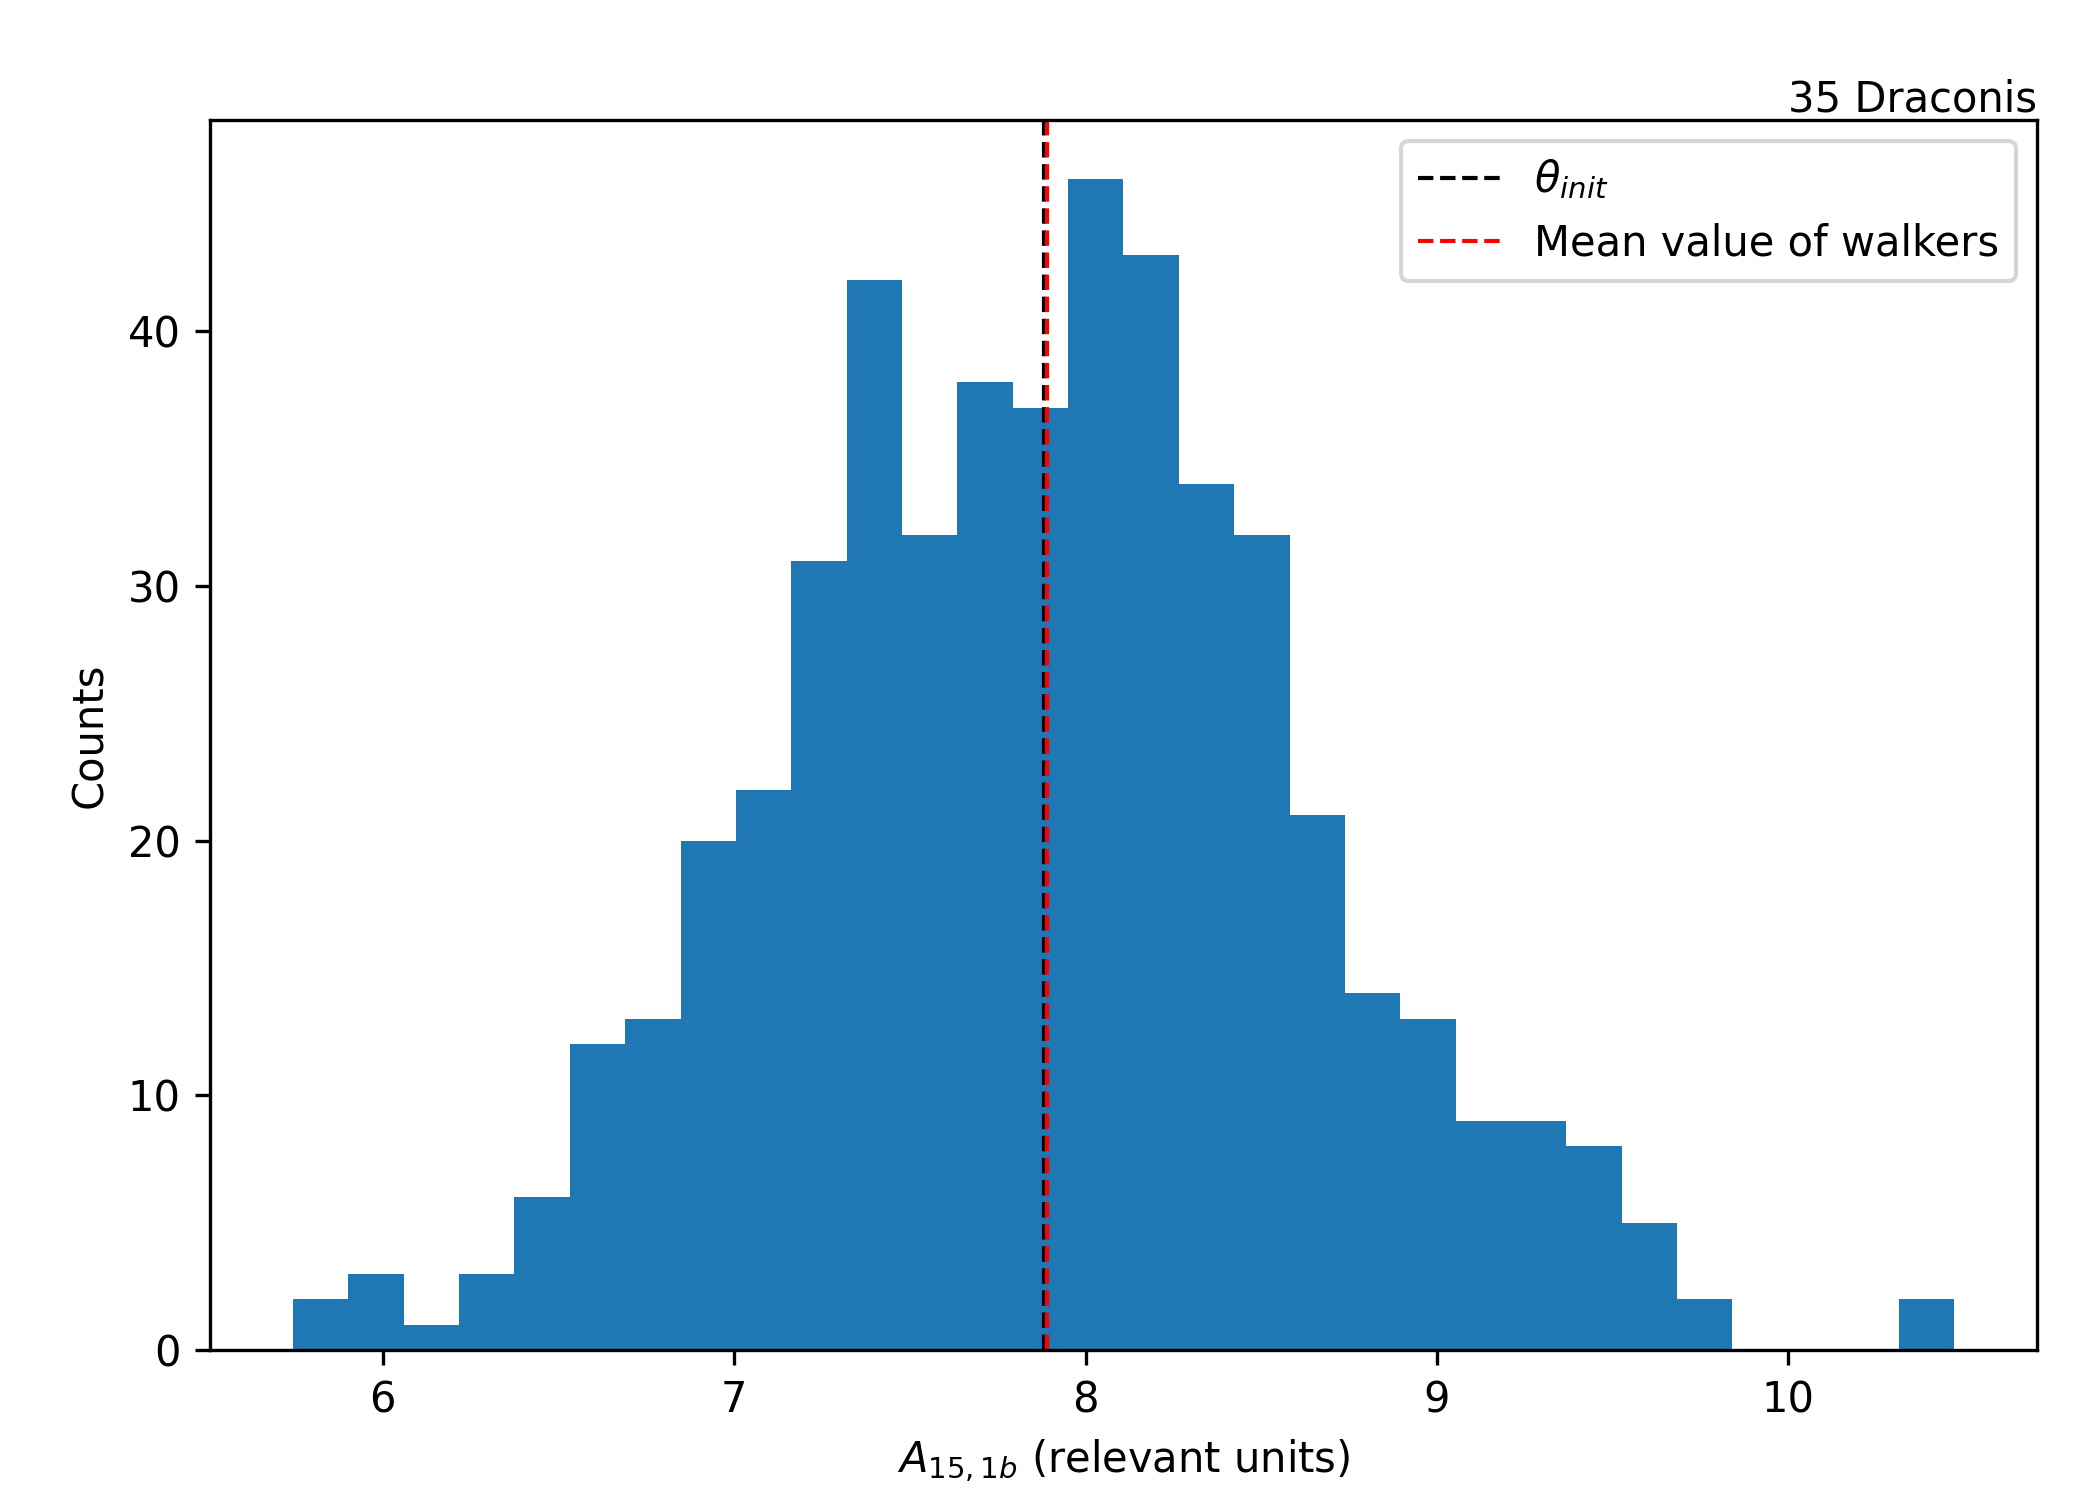 35 Draconis
θinit
Mean value of walkers
Counts
40
30
20
10
0
6 7 8 9 10
A15,1b (relevant units)